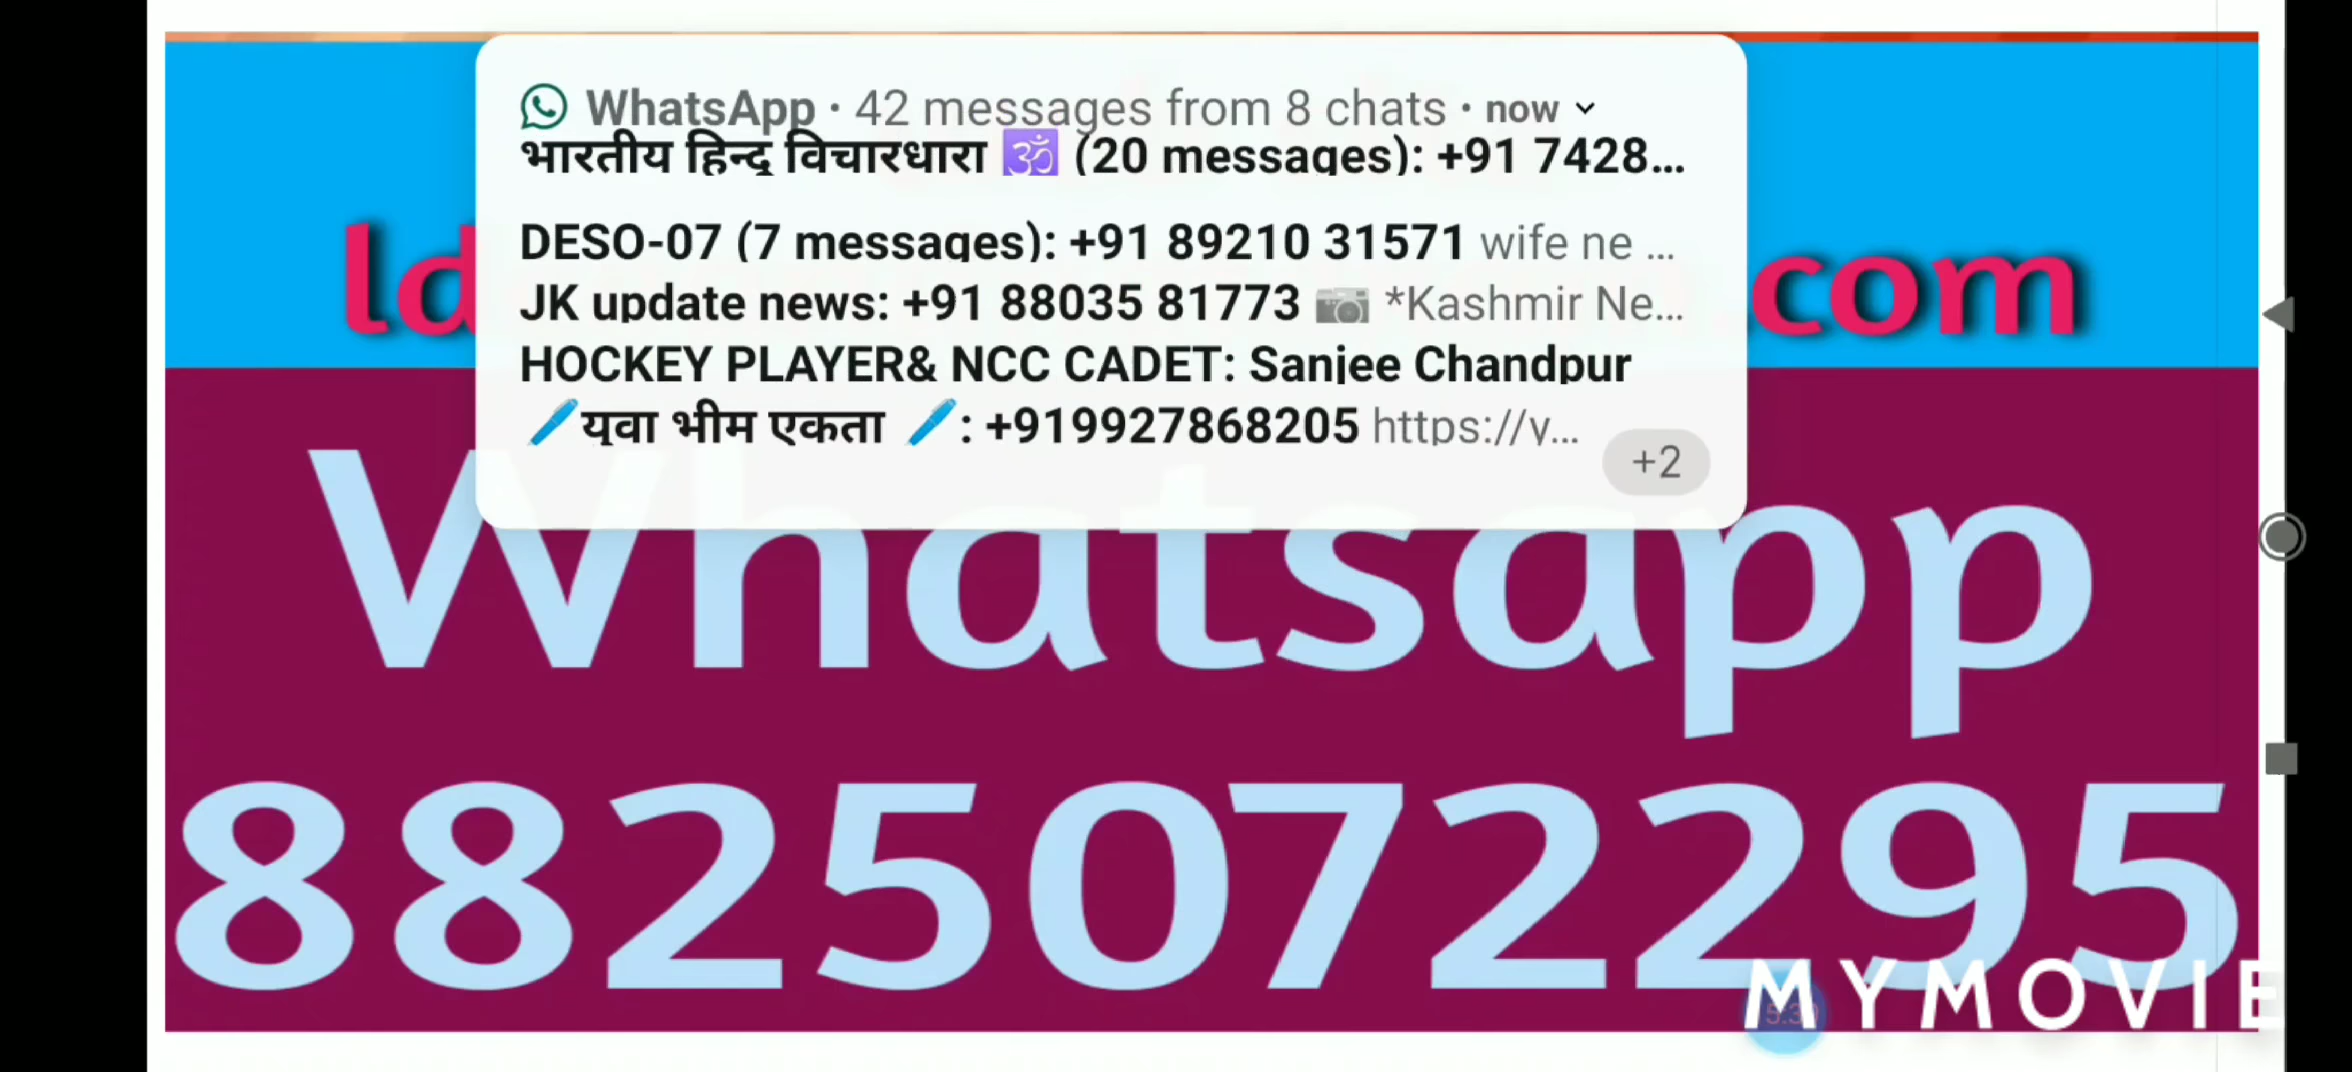 WhatsApp · 42 messages from 8 chats · now
भारतीय हिन्दू विचारधारा 🕉 (20 messages): +91 7428...
DESO-07 (7 messages): +91 89210 31571 wife ne ...
JK update news: +91 88035 81773 📷 *Kashmir Ne...
HOCKEY PLAYER& NCC CADET: Sanjee Chandpur
🖊युवा भीम एकता 🖊: +919927868205 https://y...
+2
.com
Whatsapp
8825072295
MYMOVIE